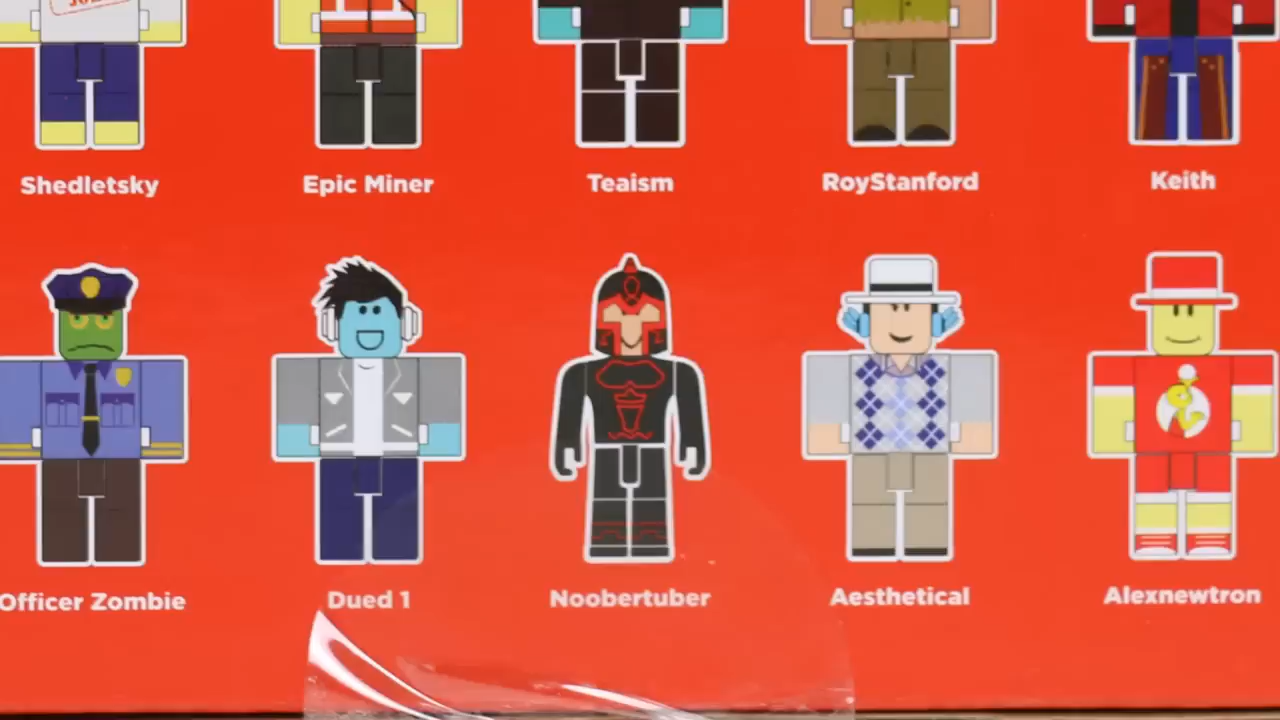 Shedletsky
Epic Miner
Teaism
RoyStanford
Keith
Officer Zombie
Dued 1
Noobertuber
Aesthetical
Alexnewtron